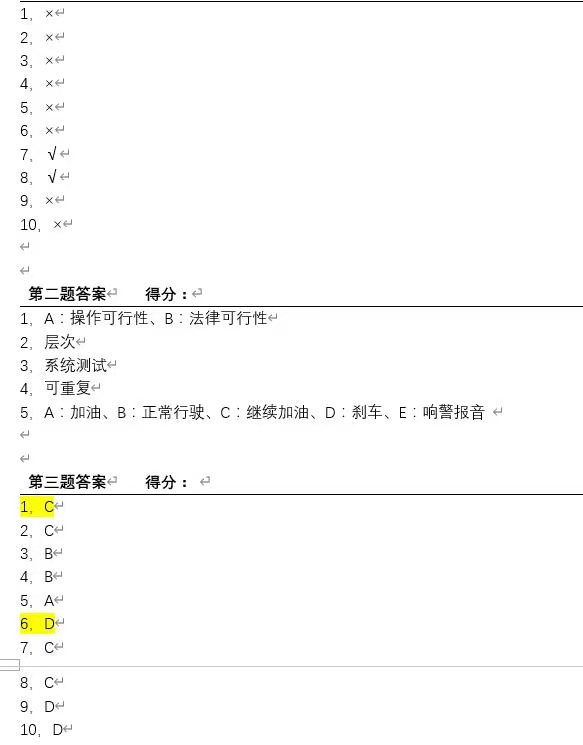 1, ×
2, ×
3, ×
4, ×
5, ×
6, ×
7, √
8, √
9, ×
10, ×
第二题答案 得分：
1, A：操作可行性、B：法律可行性
2, 层次
3, 系统测试
4, 可重复
5, A：加油、B：正常行驶、C：继续加油、D：刹车、E：响警报音
第三题答案 得分：
1, C
2, C
3, B
4, B
5, A
6, D
7, C
8, C
9, D
10, D